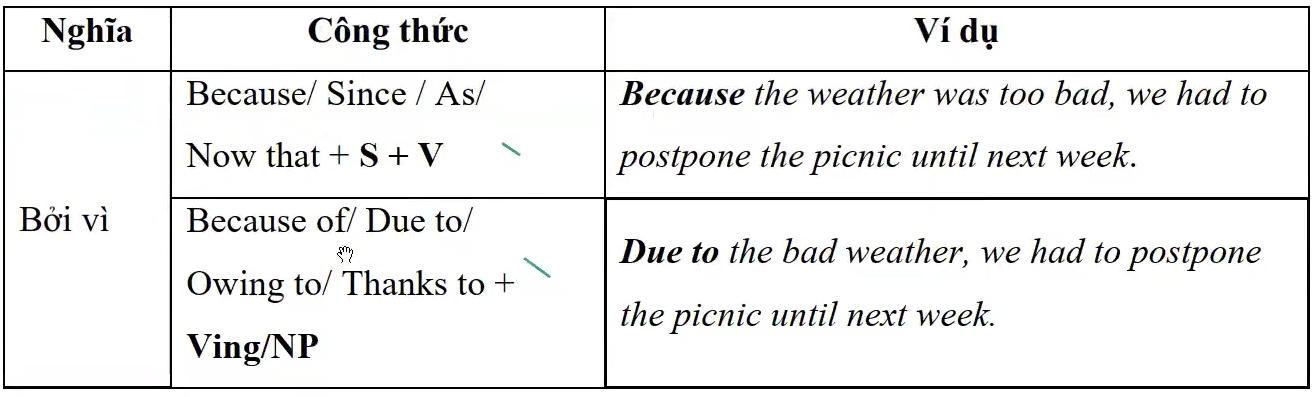 Nghĩa
Công thức
Ví dụ
Bởi vì
Because/ Since / As/
Now that + S + V
Because the weather was too bad, we had to
postpone the picnic until next week.
Because of/ Due to/
Owing to/ Thanks to +
Ving/NP
Due to the bad weather, we had to postpone
the picnic until next week.